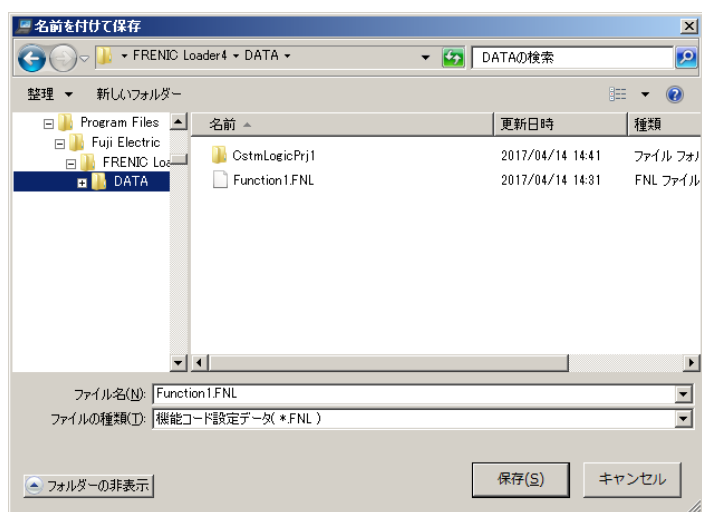 名前を付けて保存
FRENIC Loader4 DATA
DATAの検索
整理
新しいフォルダー
Program Files
Fuji Electric
FRENIC Loa
DATA
名前
更新日時
種類
CstmLogicPrj1
2017/04/14 14:41
ファイル フォル
Function1.FNL
2017/04/14 14:31
FNL ファイル
ファイル名(N):
Function1.FNL
ファイルの種類(T):
機能コード設定データ( *.FNL )
フォルダーの非表示
保存(S)
キャンセル